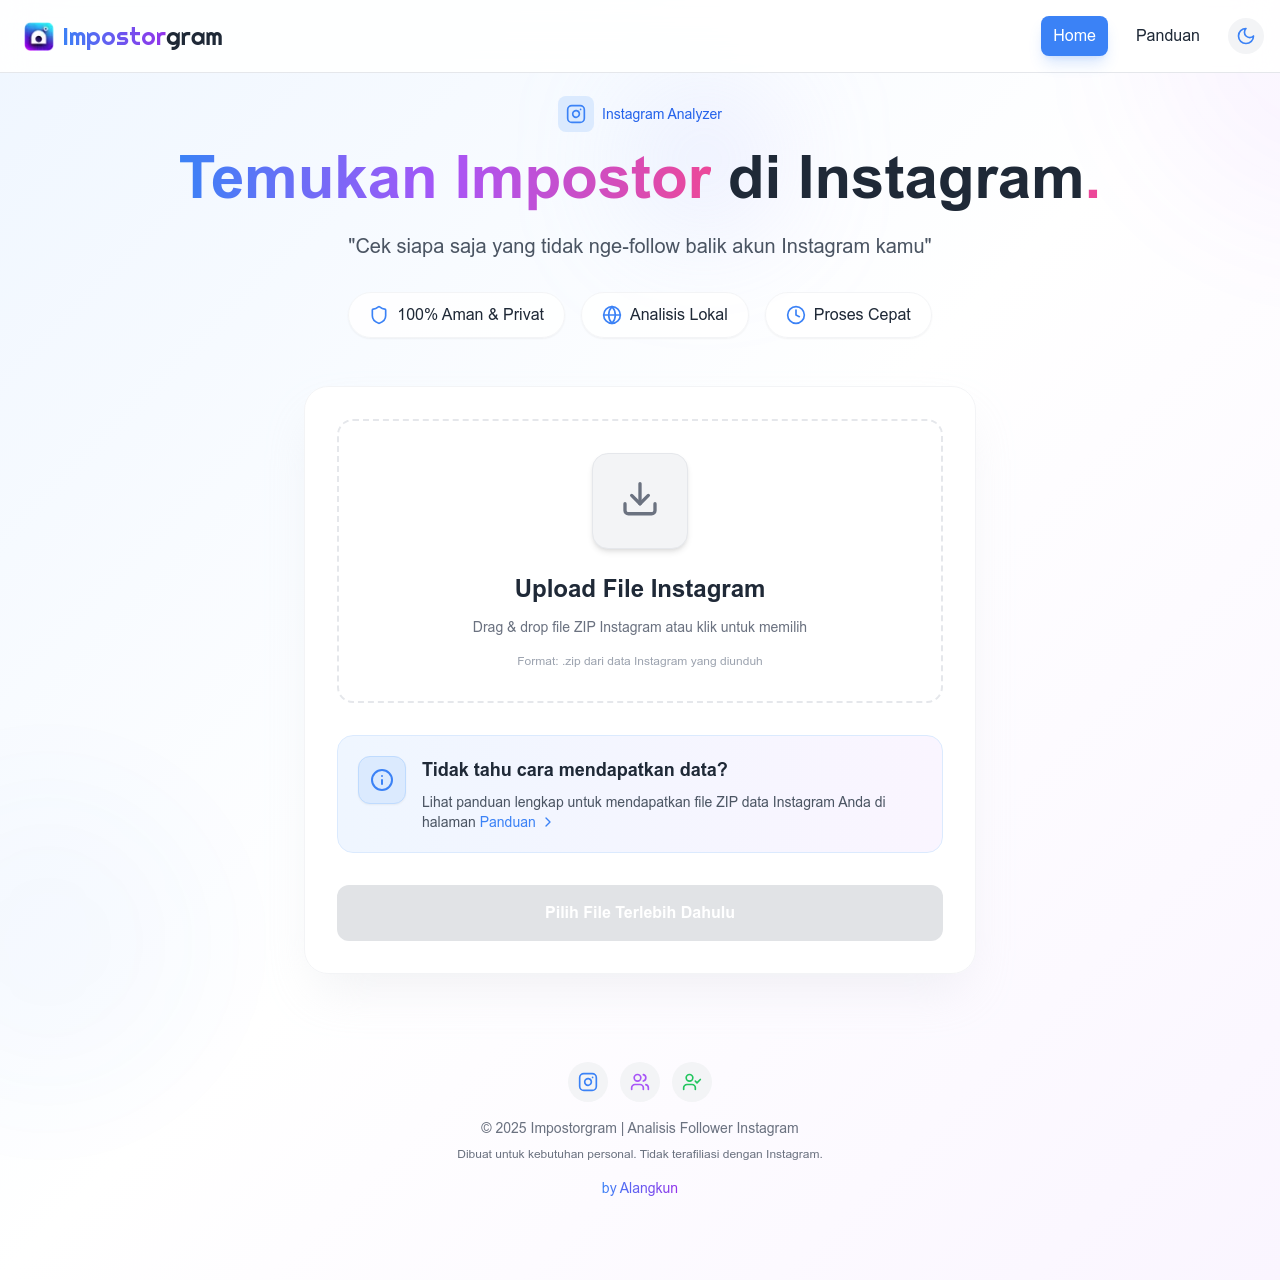 Impostorgram
Home
Panduan
Instagram Analyzer
Temukan Impostor di Instagram.
"Cek siapa saja yang tidak nge-follow balik akun Instagram kamu"
100% Aman & Privat
Analisis Lokal
Proses Cepat
Upload File Instagram
Drag & drop file ZIP Instagram atau klik untuk memilih
Format: .zip dari data Instagram yang diunduh
Tidak tahu cara mendapatkan data?
Lihat panduan lengkap untuk mendapatkan file ZIP data Instagram Anda di
halaman Panduan
Pilih File Terlebih Dahulu
© 2025 Impostorgram | Analisis Follower Instagram
Dibuat untuk kebutuhan personal. Tidak terafiliasi dengan Instagram.
by Alangkun